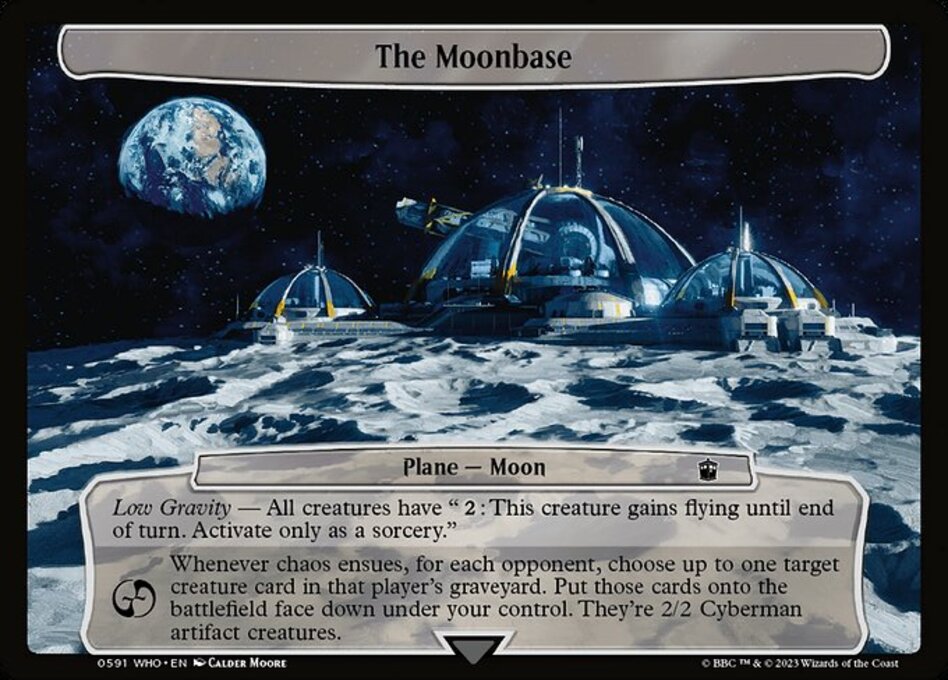 The Moonbase
Plane — Moon
Low Gravity — All creatures have “ 2 : This creature gains flying until end
of turn. Activate only as a sorcery.”
Whenever chaos ensues, for each opponent, choose up to one target
creature card in that player’s graveyard. Put those cards onto the
battlefield face down under your control. They’re 2/2 Cyberman
artifact creatures.
0591 WHO • EN Calder Moore
© BBC ™ & © 2023 Wizards of the Coast